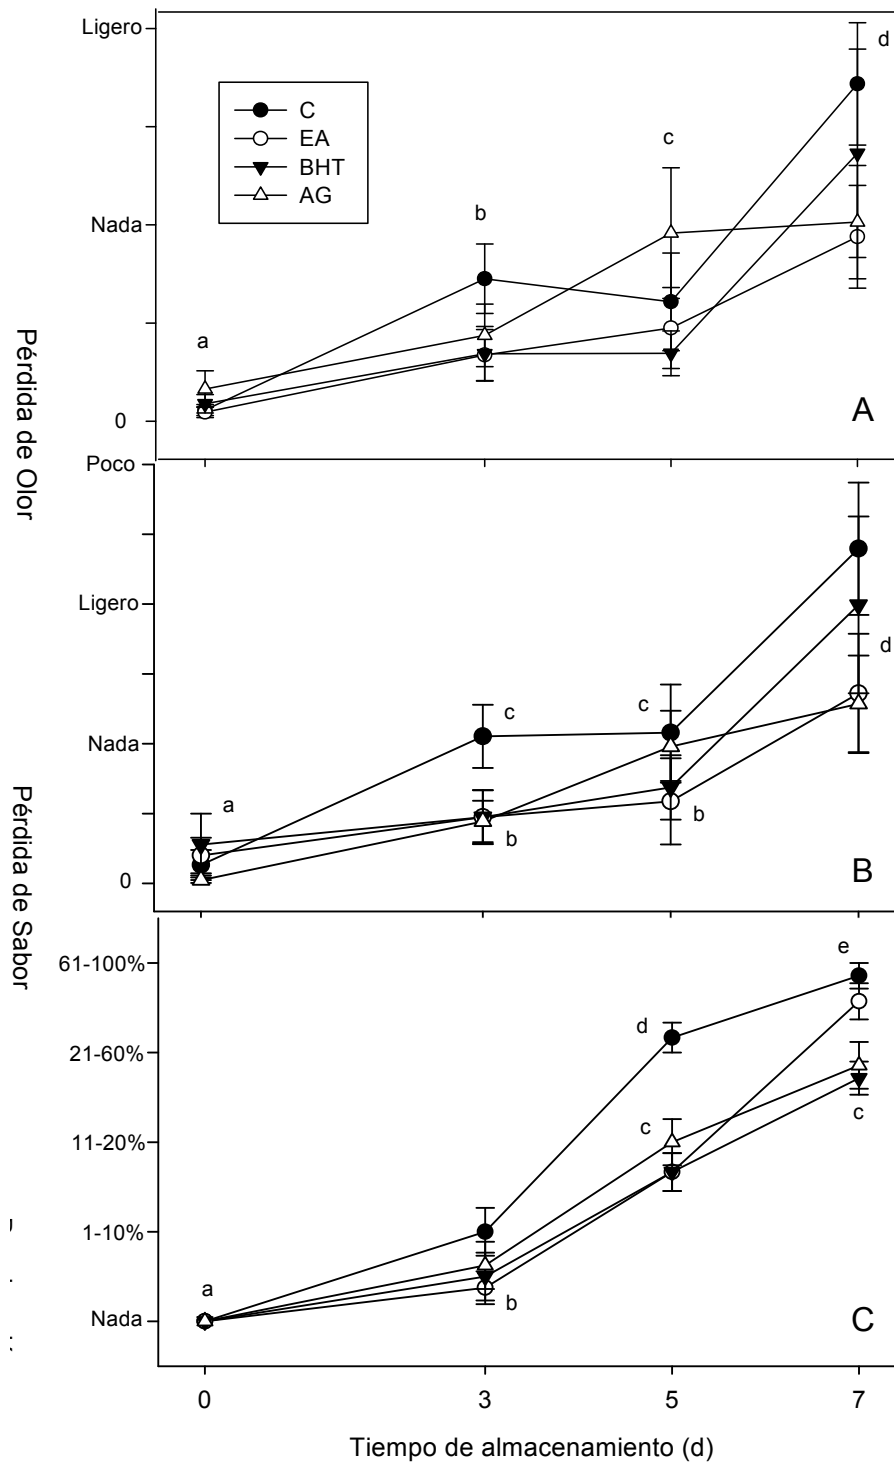 Ligero
d
C
EA
c
BHT
AG
b
Nada
a
Pérdida de Olor
0
A
Poco
Ligero
d
c
c
Nada
a
b
b
Pérdida de Sabor
0
B
61-100%
e
d
21-60%
c
11-20%
c
1-10%
a
b
Nada
C
0 3 5 7
Tiempo de almacenamiento (d)